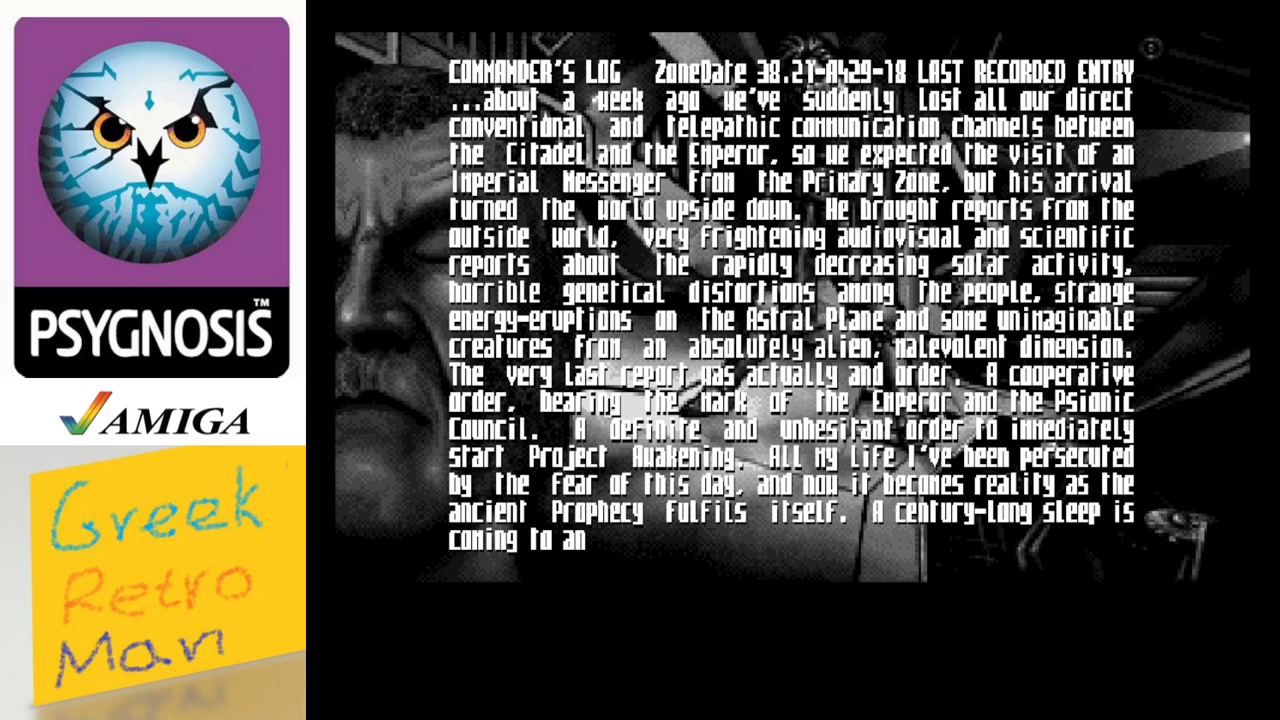 PSYGNOSIS™
AMIGA
Greek
Retro
Man
COMMANDER'S LOG ZoneDate 38.21-A429-18 LAST RECORDED ENTRY
...about a week ago we've suddenly lost all our direct
conventional and telepathic communication channels between
the Citadel and the Emperor, so we expected the visit of an
Imperial Messenger from the Primary Zone, but his arrival
turned the world upside down. He brought reports from the
outside world, very frightening audiovisual and scientific
reports about the rapidly decreasing solar activity,
horrible genetical distortions among the people, strange
energy-eruptions on the Astral Plane and some unimaginable
creatures from an absolutely alien, malevolent dimension.
The very last report was actually and order. A cooperative
order, bearing the mark of the Emperor and the Psionic
Council. A definite and unhesitant order to immediately
start Project Awakening. All my life I've been persecuted
by the fear of this day, and now it becomes reality as the
ancient Prophecy fulfils itself. A century-long sleep is
coming to an